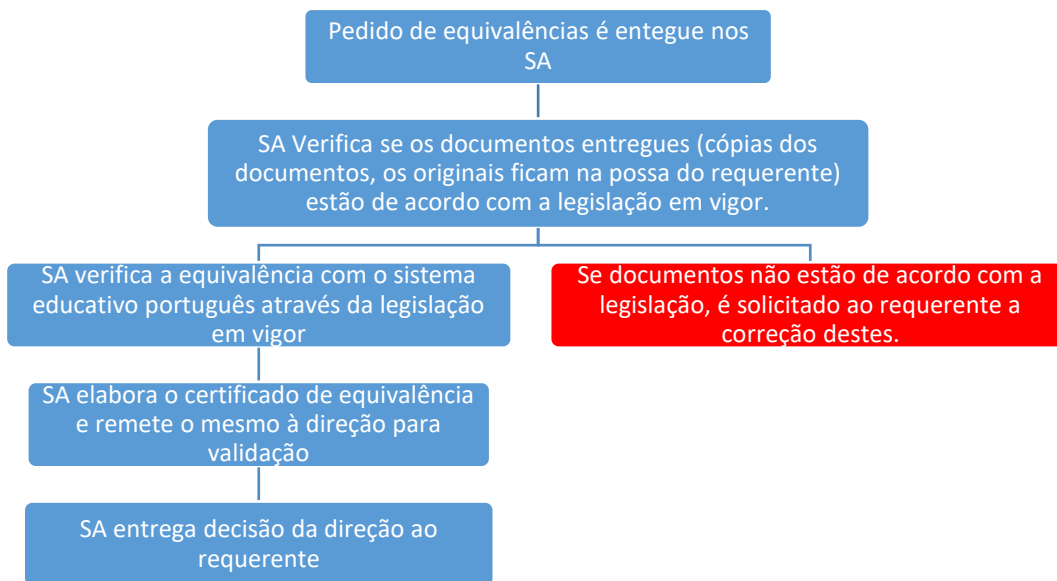 Pedido de equivalências é entegue nos
SA
SA Verifica se os documentos entregues (cópias dos
documentos, os originais ficam na possa do requerente)
estão de acordo com a legislação em vigor.
SA verifica a equivalência com o sistema
educativo português através da legislação
em vigor
Se documentos não estão de acordo com a
legislação, é solicitado ao requerente a
correção destes.
SA elabora o certificado de equivalência
e remete o mesmo à direção para
validação
SA entrega decisão da direção ao
requerente